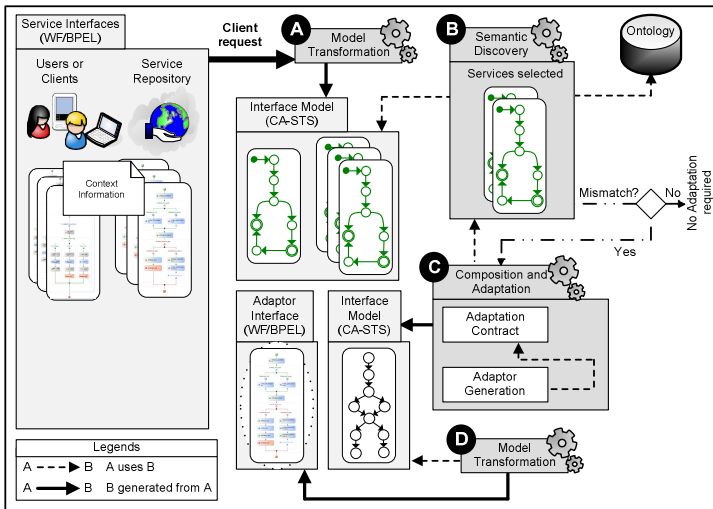 Service Interfaces
(WF/BPEL)
Users or
Clients
Service
Repository
Context
Information
Client
request
A
Model
Transformation
Interface Model
(CA-STS)
B
Semantic
Discovery
Services selected
Ontology
Mismatch?
No
Yes
No Adaptation
required
C
Composition and
Adaptation
Adaptation
Contract
Adaptor
Generation
Adaptor
Interface
(WF/BPEL)
Interface
Model
(CA-STS)
D
Model
Transformation
Legends
A B A uses B
A B B generated from A